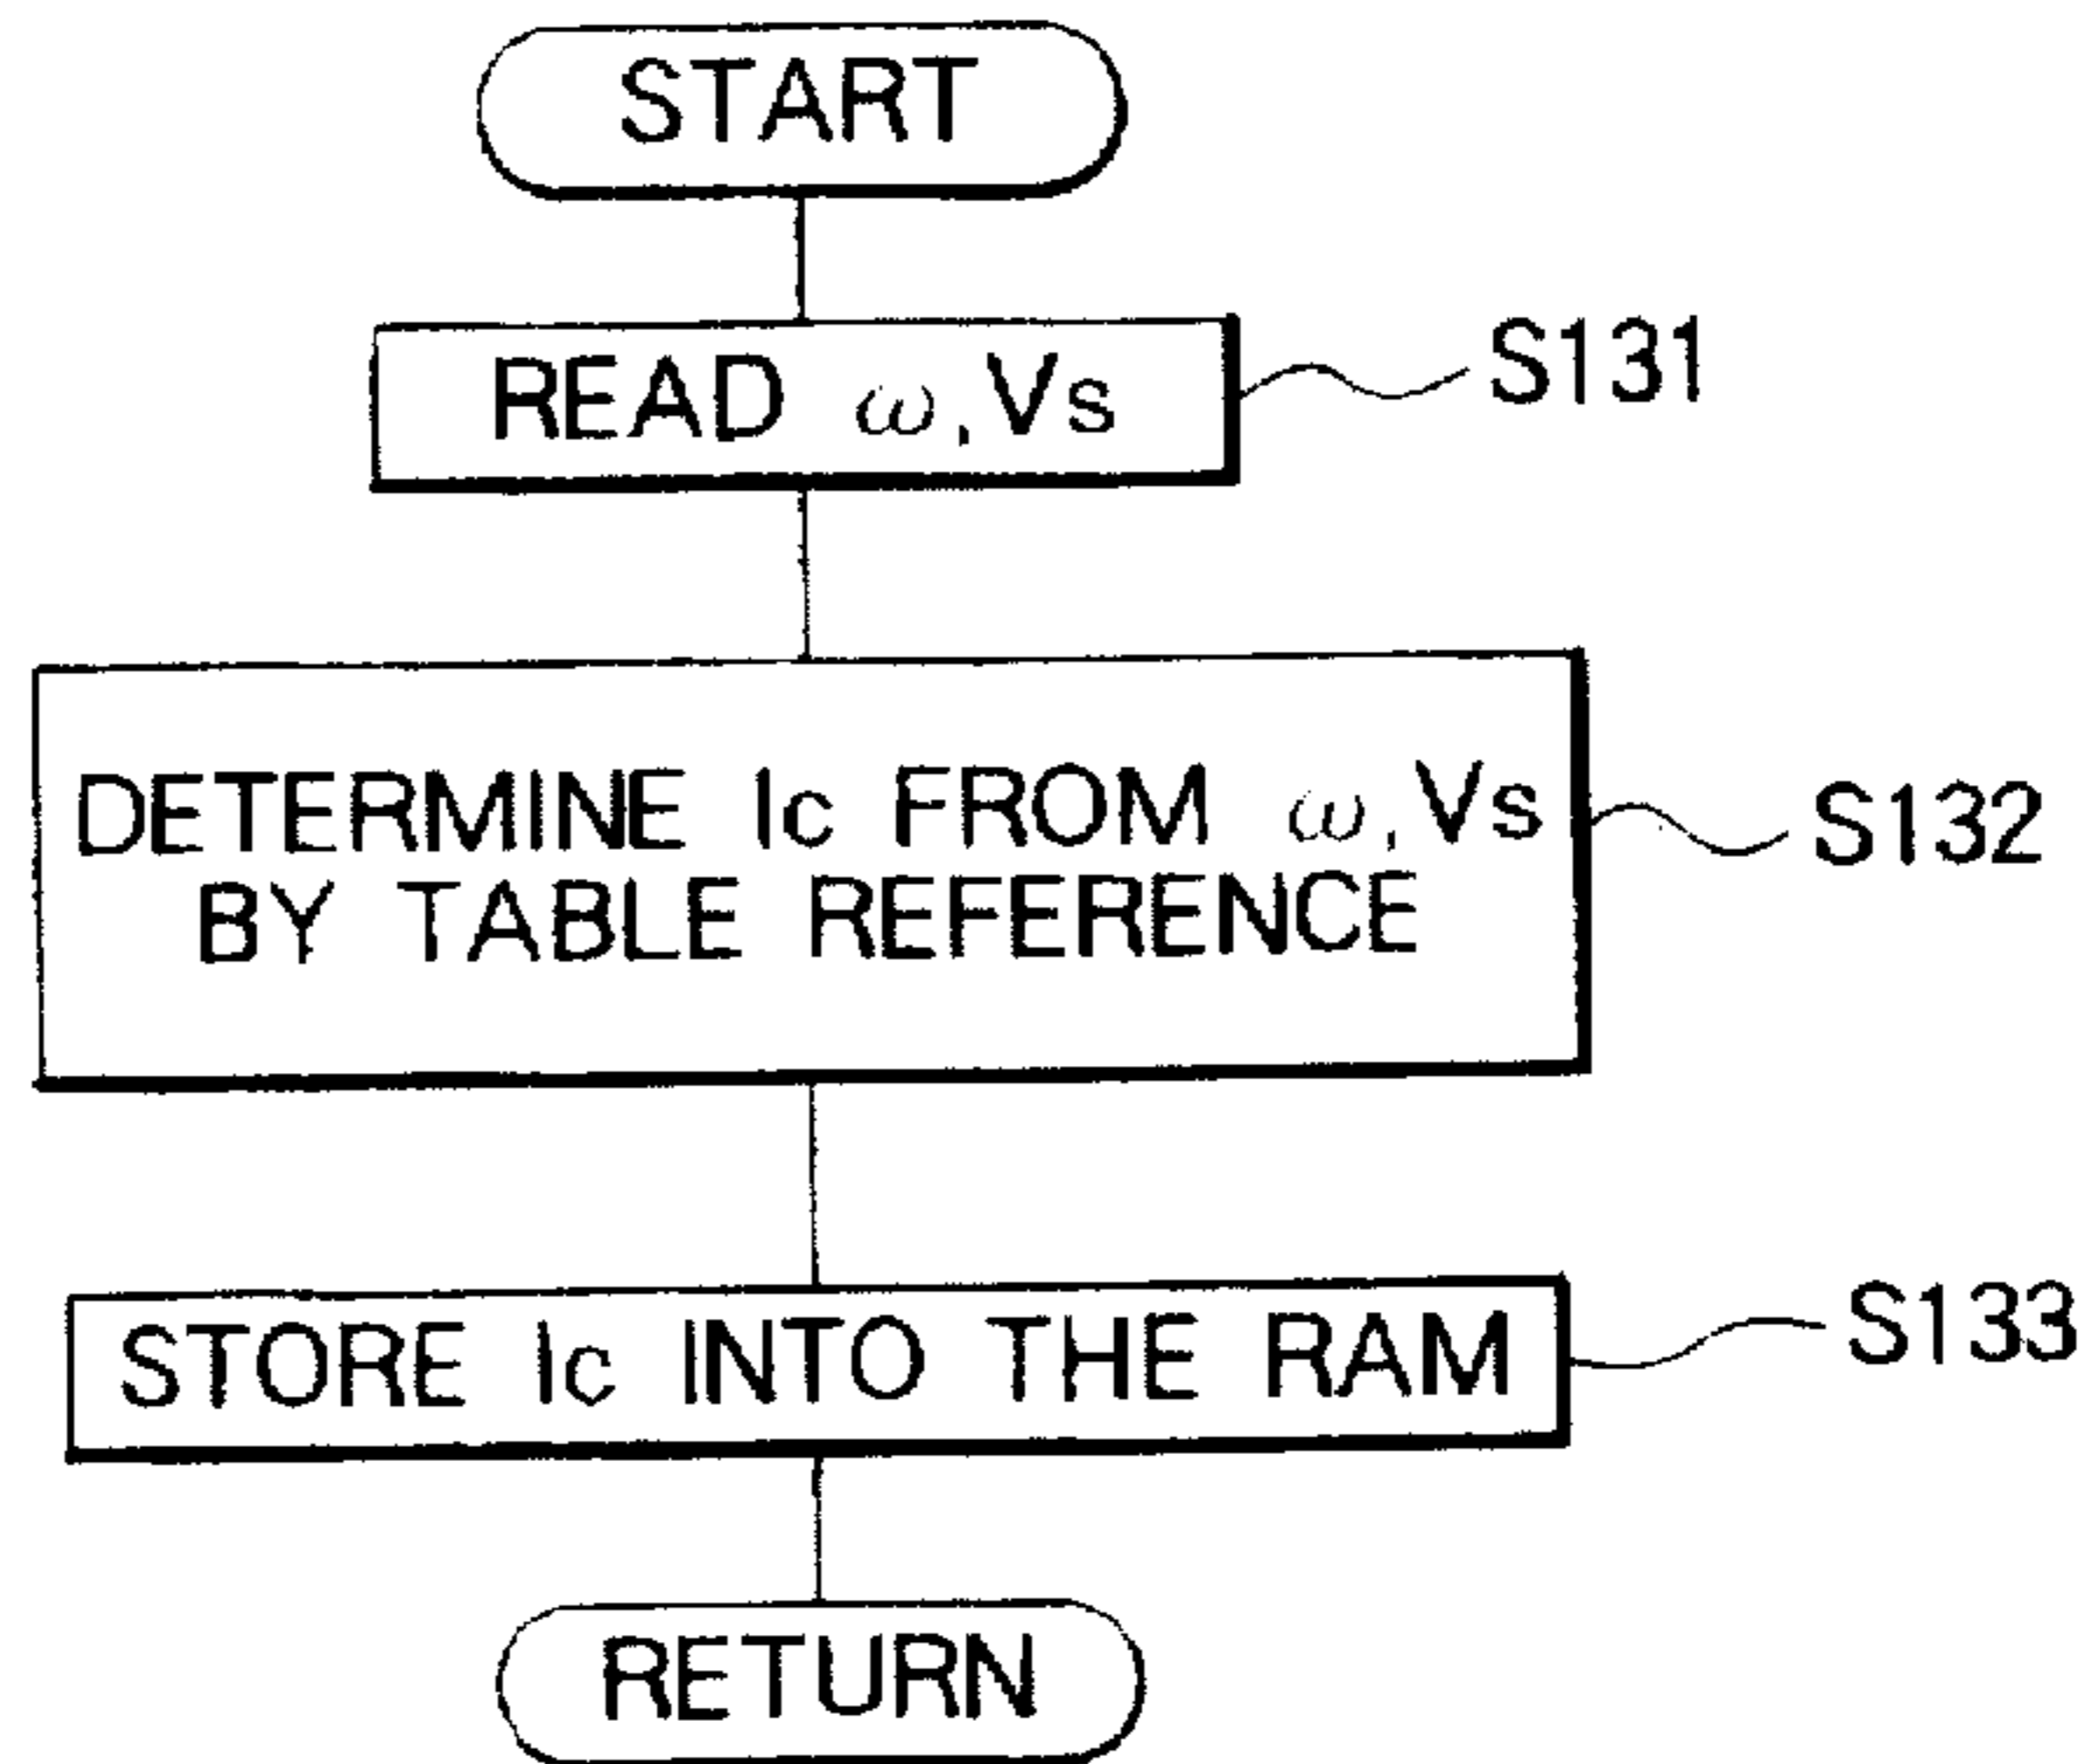 START
READ ω,Vs
S131
DETERMINE Ic FROM ω,Vs
BY TABLE REFERENCE
S132
STORE Ic INTO THE RAM
S133
RETURN